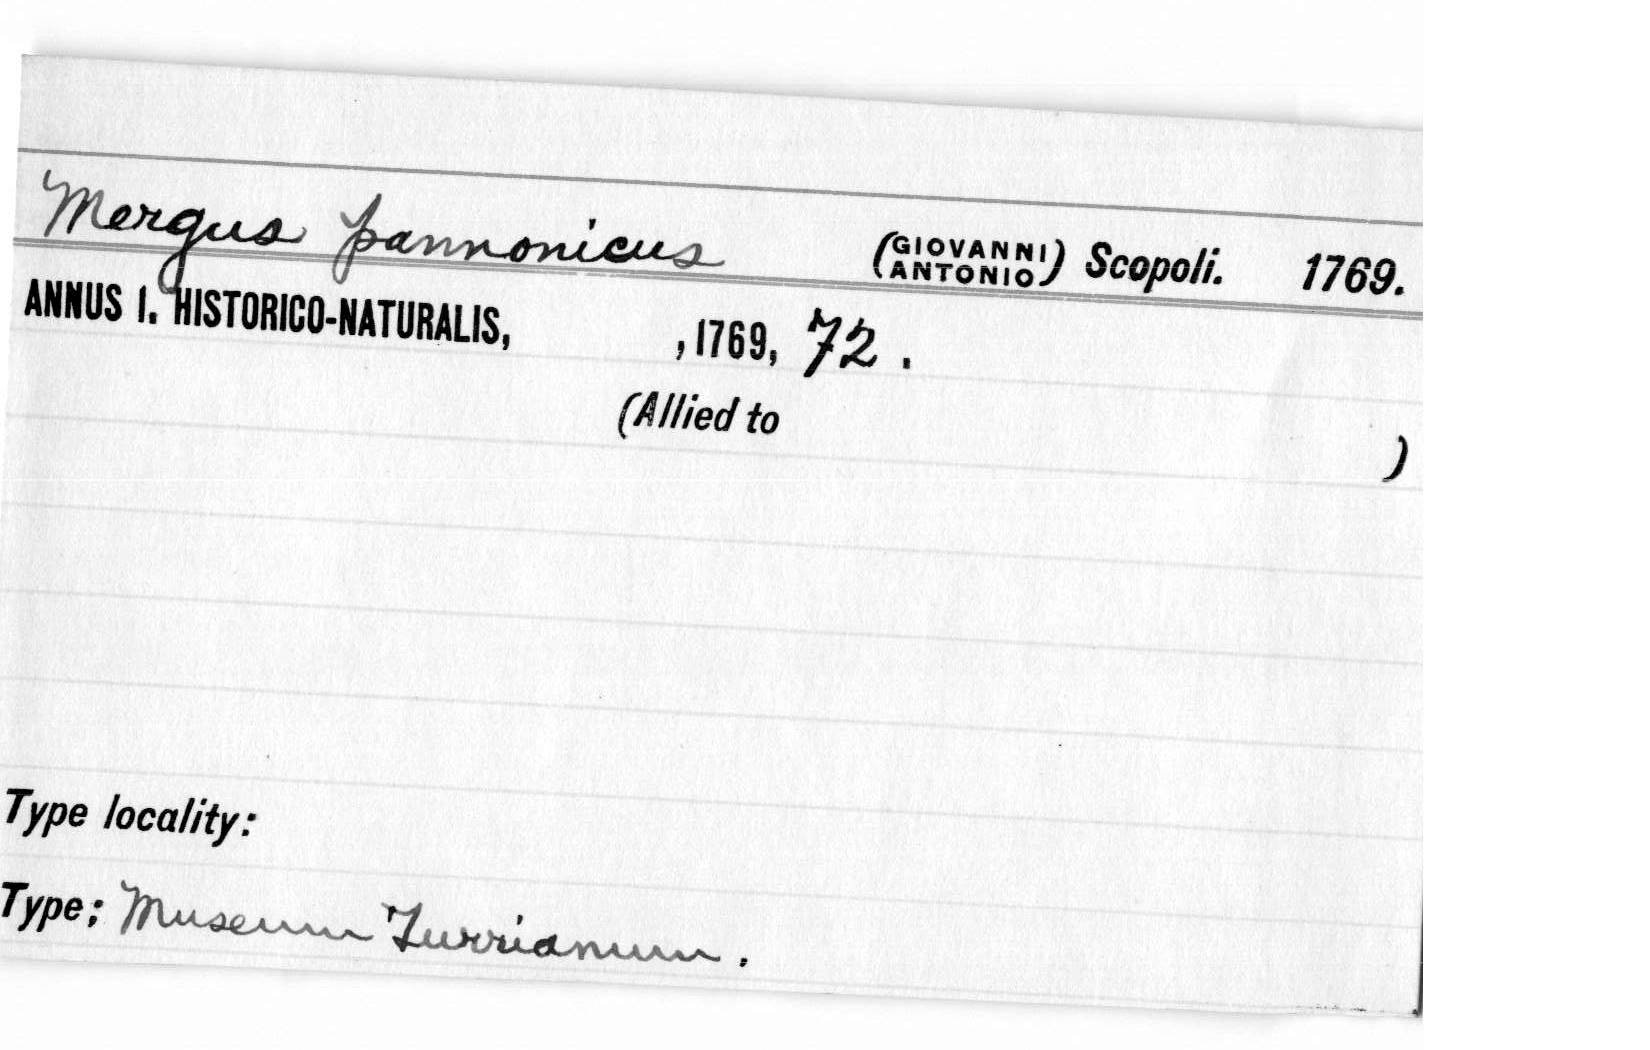 Mergus pannonicus (GIOVANNI ANTONIO) Scopoli. 1769.
ANNUS I. HISTORICO-NATURALIS, , 1769, 72.
(Allied to )
Type locality:
Type: Museum Turrianum.